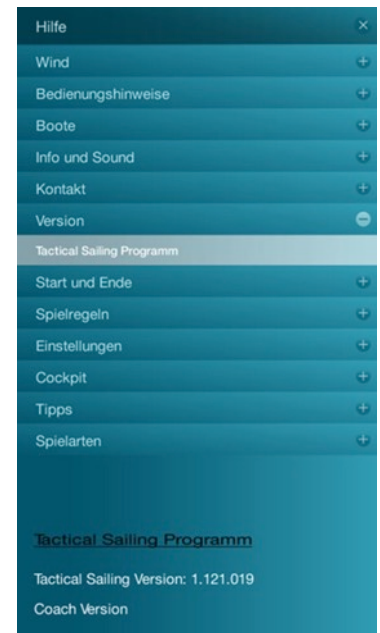 Hilfe
Wind
Bedienungshinweise
Boote
Info und Sound
Kontakt
Version
Tactical Sailing Programm
Start und Ende
Spielregeln
Einstellungen
Cockpit
Tipps
Spielarten
Tactical Sailing Programm
Tactical Sailing Version: 1.121.019
Coach Version